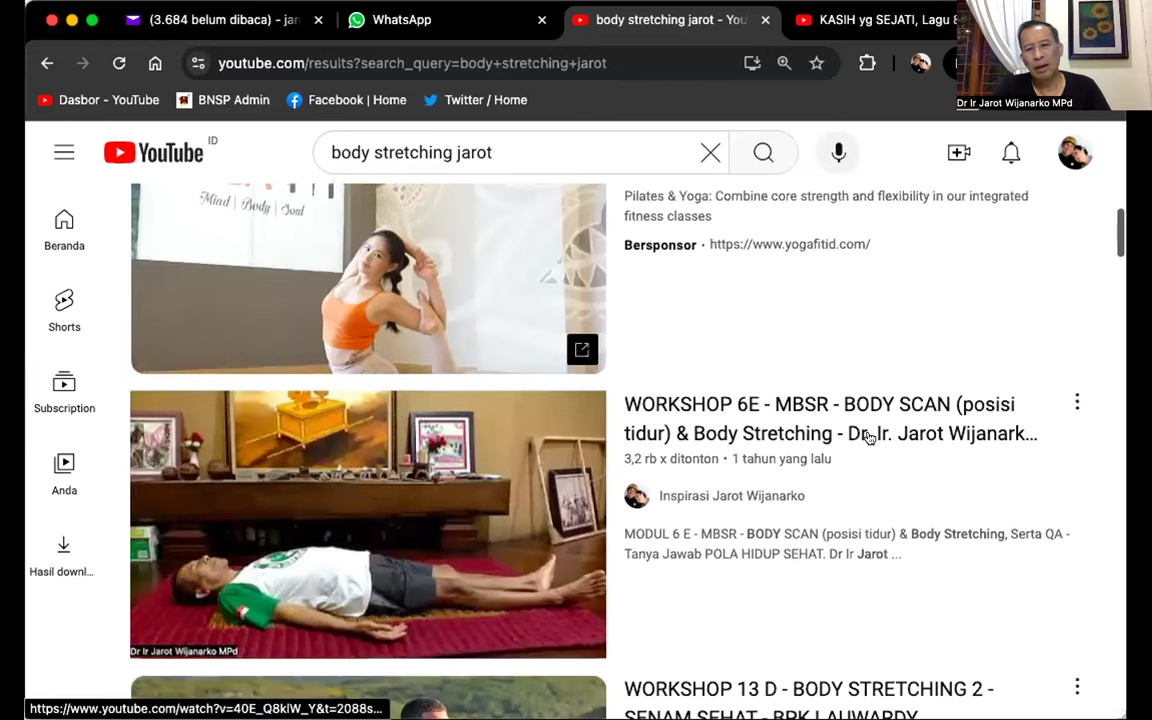 (3.684 belum dibaca) - jar
WhatsApp
body stretching jarot - You
KASIH yg SEJATI, Lagu
youtube.com/results?search_query=body+stretching+jarot
Dasbor - YouTube
BNSP Admin
Facebook | Home
Twitter / Home
Dr Ir Jarot Wijanarko MPd
YouTube
ID
body stretching jarot
Beranda
Shorts
Subscription
Anda
Hasil downl...
Mind | Body | Soul
Pilates & Yoga: Combine core strength and flexibility in our integrated
fitness classes
Bersponsor · https://www.yogafitid.com/
WORKSHOP 6E - MBSR - BODY SCAN (posisi
tidur) & Body Stretching - Dr Ir. Jarot Wijanark...
3,2 rb x ditonton • 1 tahun yang lalu
Inspirasi Jarot Wijanarko
MODUL 6 E - MBSR - BODY SCAN (posisi tidur) & Body Stretching, Serta QA -
Tanya Jawab POLA HIDUP SEHAT. Dr Ir Jarot ...
Dr Ir Jarot Wijanarko MPd
WORKSHOP 13 D - BODY STRETCHING 2 -
SENAM SEHAT - BPK LAUWARDY
https://www.youtube.com/watch?v=40E_Q8klW_Y&t=2088s...